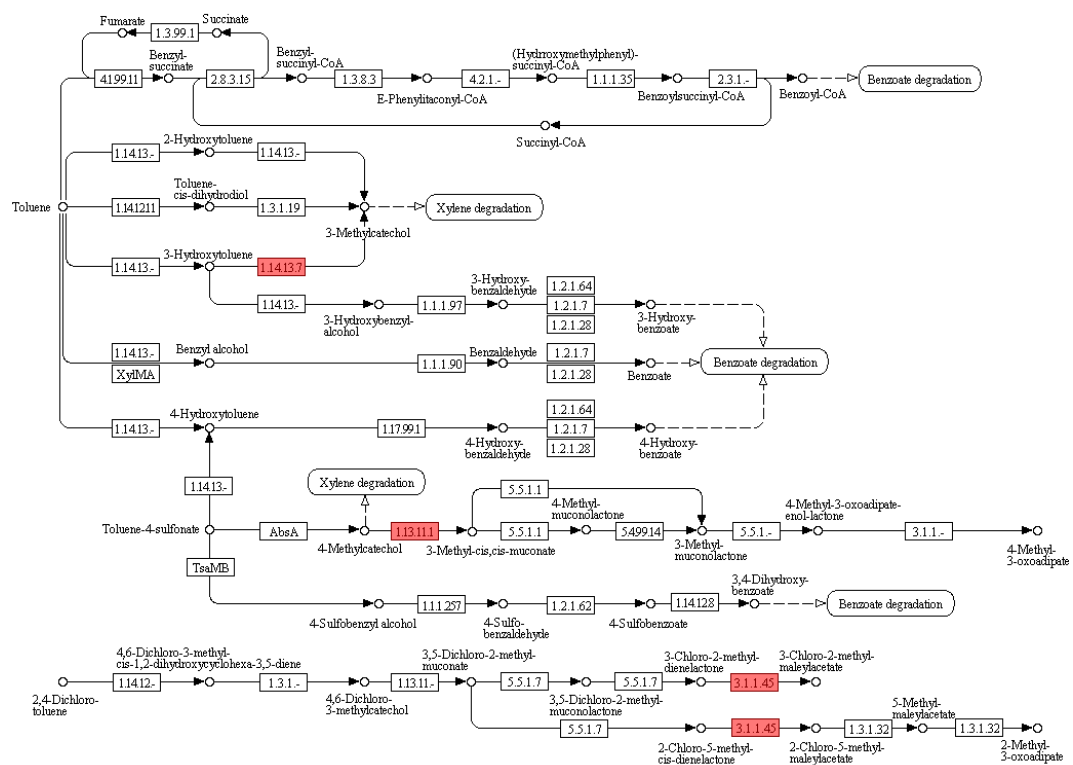 Fumarate
1.3.99.1
Succinate
Benzyl-
succinate
Benzyl-
succinyl-CoA
(Hydrroxymethylphenyl)-
succinyl-CoA
4.1.99.11
2.8.3.15
1.3.8.3
4.2.1.-
1.1.1.35
2.3.1.-
Benzoate degradation
E-Phenylitaconyl-CoA
Benzoylsuccinyl-CoA
Benzoyl-CoA
Succinyl-CoA
2-Hydroxytoluene
1.14.13.-
1.14.13.-
Toluene-
cis-dihydrodiol
Toluene
1.14.12.11
1.3.1.19
Xylene degradation
3-Methylcatechol
3-Hydroxytoluene
1.14.13.-
1.14.13.7
3-Hydroxy-
benzaldehyde
1.2.1.64
1.14.13.-
1.1.1.97
1.2.1.7
3-Hydroxybenzyl-
alcohol
3-Hydroxy-
benzoate
1.2.1.28
1.14.13.-
XylMA
Benzyl alcohol
1.1.1.90
Benzaldehyde
1.2.1.7
1.2.1.28
Benzoate
Benzoate degradation
4-Hydroxytoluene
1.2.1.64
1.14.13.-
1.17.99.1
1.2.1.7
4-Hydroxy-
benzaldehyde
4-Hydroxy-
benzoate
1.2.1.28
1.14.13.-
Xylene degradation
5.5.1.1
4-Methyl-
muconolactone
4-Methyl-3-oxoadipate-
enol-lactone
Toluene-4-sulfonate
AbsA
1.13.11.1
5.5.1.1
5.4.99.14
5.5.1.-
3.1.1.-
4-Methylcatechol
3-Methyl-cis,cis-muconate
3-Methyl-
muconolactone
4-Methyl-
3-oxoadipate
TsaMB
3,4-Dihydroxy-
benzoate
1.1.1.257
1.2.1.62
1.14.12.8
Benzoate degradation
4-Sulfobenzyl alcohol
4-Sulfo-
benzaldehyde
4-Sulfobenzoate
4,6-Dichloro-3-methyl-
cis-1,2-dihydroxycyclohexa-3,5-diene
3,5-Dichloro-2-methyl-
muconate
3-Chloro-2-methyl-
dienelactone
3-Chloro-2-methyl-
maleylacetate
1.14.12.-
1.3.1.-
1.13.11.-
5.5.1.7
5.5.1.7
3.1.1.45
2,4-Dichloro-
toluene
4,6-Dichloro-
3-methylcatechol
3,5-Dichloro-2-methyl-
muconolactone
5-Methyl-
maleylacetate
5.5.1.7
3.1.1.45
1.3.1.32
1.3.1.32
2-Chloro-5-methyl-
cis-dienelactone
2-Chloro-5-methyl-
maleylacetate
2-Methyl-
3-oxoadipate